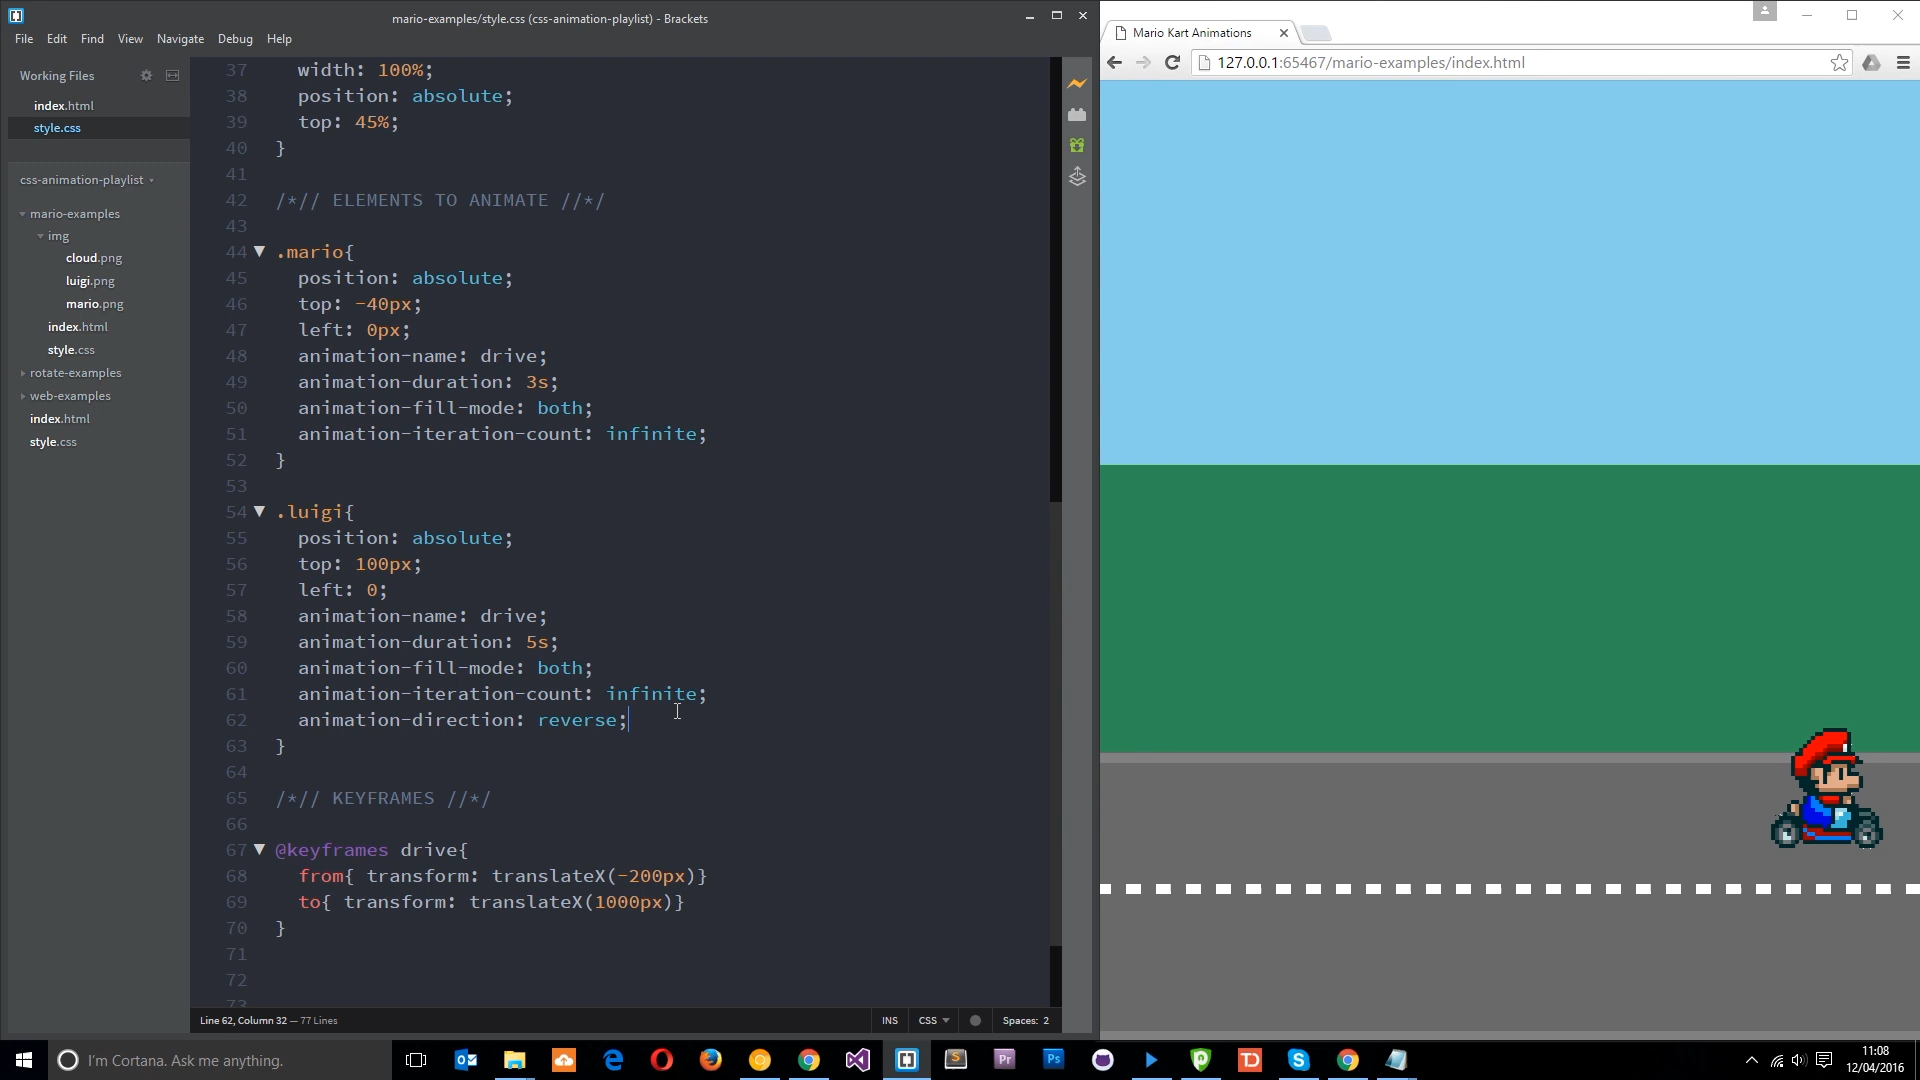 mario-examples/style.css (css-animation-playlist) - Brackets
File Edit Find View Navigate Debug Help
Working Files
index.html
style.css
css-animation-playlist
mario-examples
img
cloud.png
luigi.png
mario.png
index.html
style.css
rotate-examples
web-examples
index.html
style.css
37 width: 100%;
38 position: absolute;
39 top: 45%;
40 }
41
42 /*// ELEMENTS TO ANIMATE //*/
43
44 .mario{
45 position: absolute;
46 top: -40px;
47 left: 0px;
48 animation-name: drive;
49 animation-duration: 3s;
50 animation-fill-mode: both;
51 animation-iteration-count: infinite;
52 }
53
54 .luigi{
55 position: absolute;
56 top: 100px;
57 left: 0;
58 animation-name: drive;
59 animation-duration: 5s;
60 animation-fill-mode: both;
61 animation-iteration-count: infinite;
62 animation-direction: reverse;
63 }
64
65 /*// KEYFRAMES //*/
66
67 @keyframes drive{
68 from{ transform: translateX(-200px)}
69 to{ transform: translateX(1000px)}
70 }
71
72
73
Line 62, Column 32 — 77 Lines
INS CSS Spaces: 2
Mario Kart Animations
127.0.0.1:65467/mario-examples/index.html
I'm Cortana. Ask me anything.
S
Pr
Ps
TD
S
11:08
12/04/2016